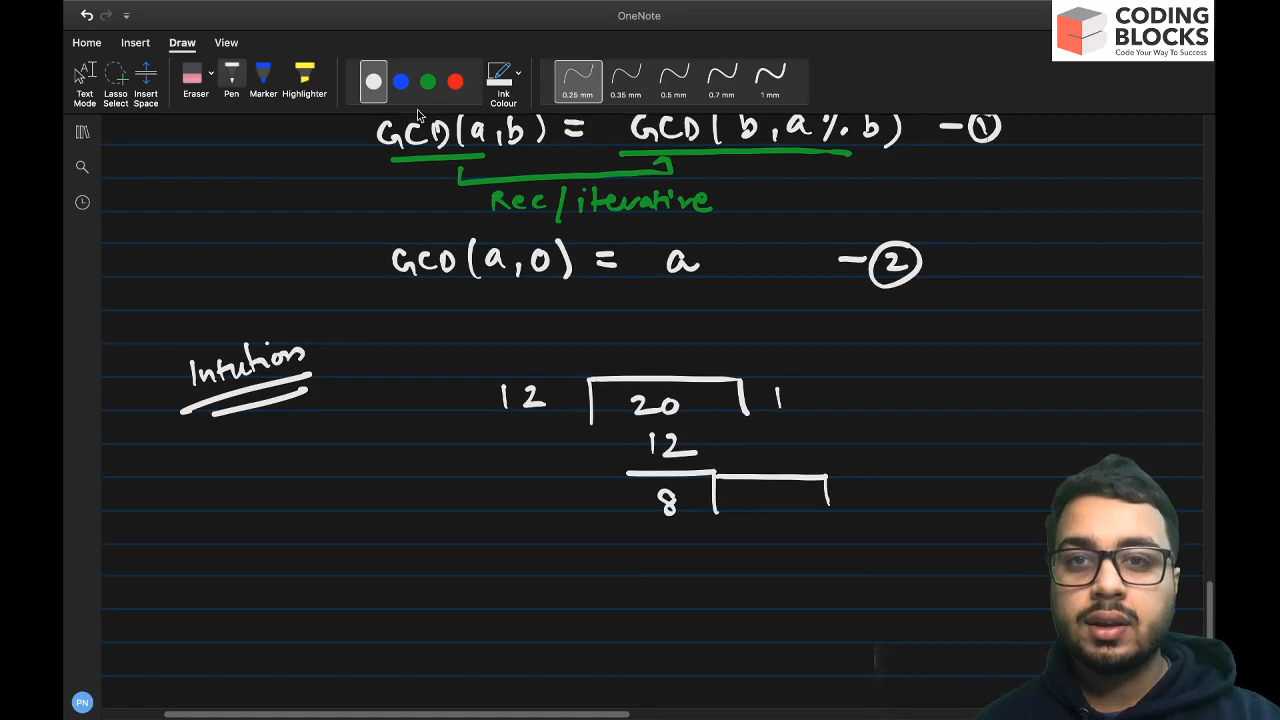 OneNote
CODING
BLOCKS
Code Your Way To Success
Home Insert Draw View
Text Mode Lasso Select Insert Space Eraser Pen Marker Highlighter Ink Colour 0.25 mm 0.35 mm 0.5 mm 0.7 mm 1 mm
GCD(a,b) = GCD(b,a%b) -①
Rec/iterative
GCD(a,0) = a -②
Intution
12 20 1
12
8
PN